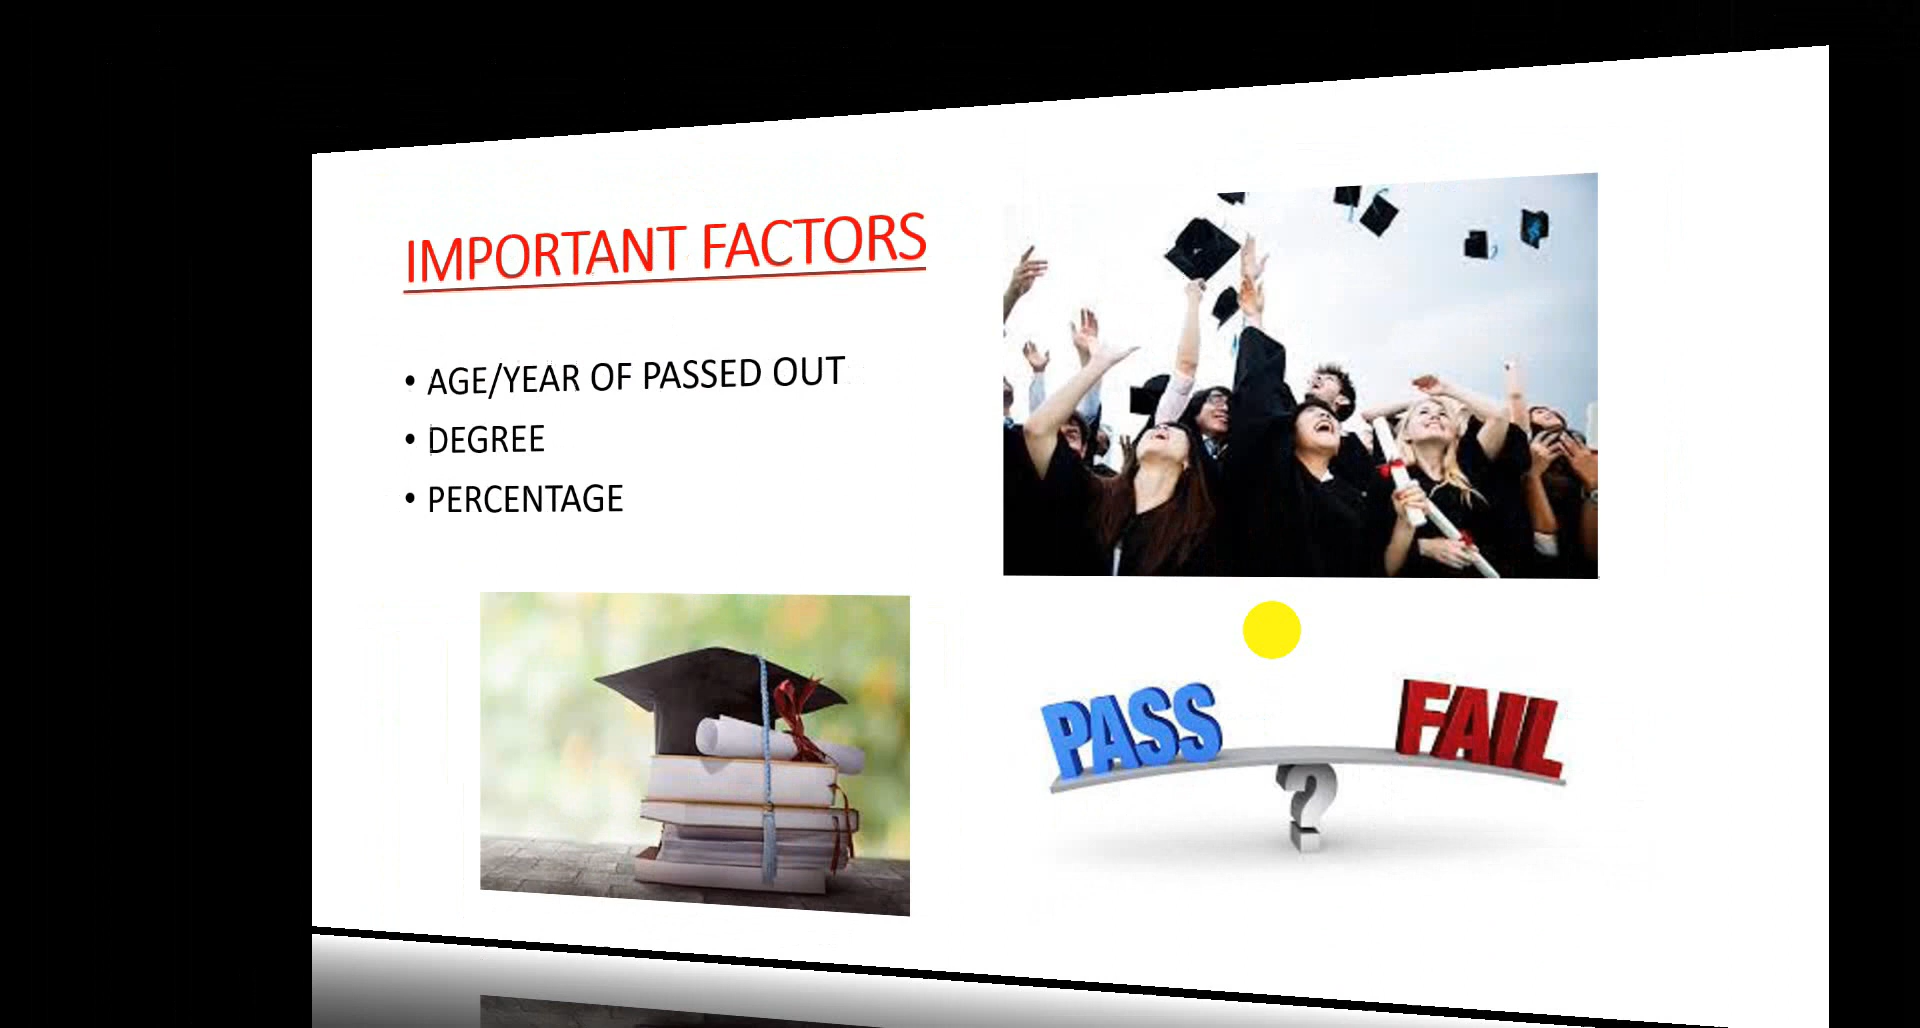 IMPORTANT FACTORS
• AGE/YEAR OF PASSED OUT
• DEGREE
• PERCENTAGE
PASS FAIL
?